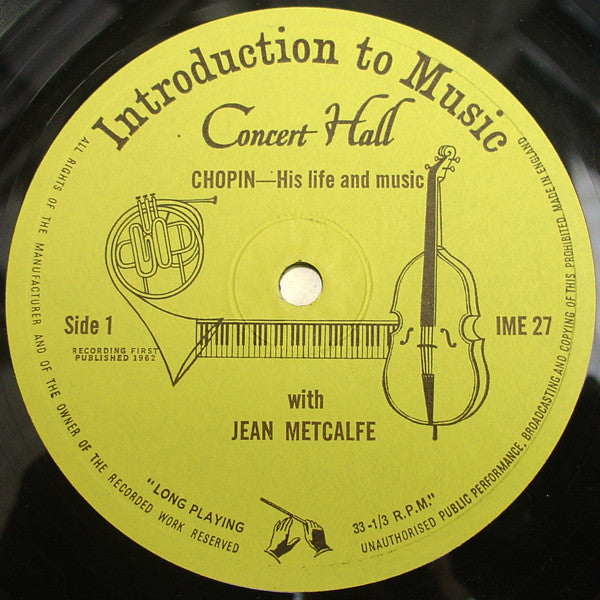 Introduction to Music
Concert Hall
CHOPIN—His life and music
Side 1
IME 27
RECORDING FIRST
PUBLISHED 1962
with
JEAN METCALFE
"LONG PLAYING
33-1/3 R.P.M."
ALL RIGHTS OF THE MANUFACTURER AND OF THE OWNER OF THE RECORDED WORK RESERVED
UNAUTHORISED PUBLIC PERFORMANCE, BROADCASTING AND COPYING OF THIS PROHIBITED. MADE IN ENGLAND